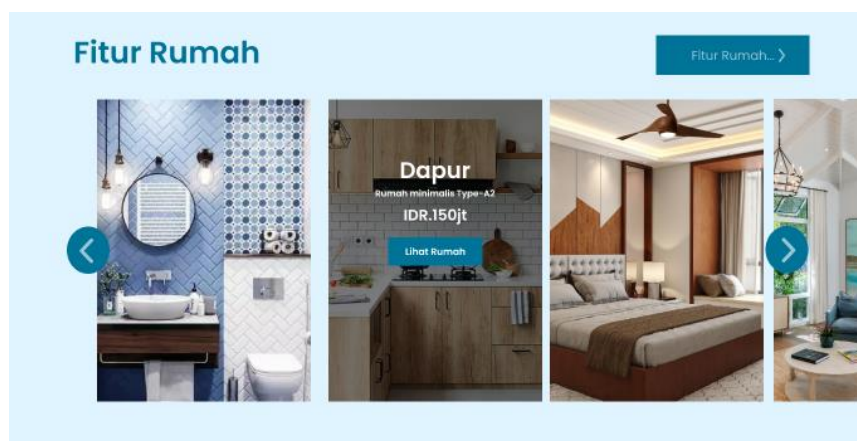 Fitur Rumah
Fitur Rumah...
Dapur
Rumah minimalis Type-A2
IDR.150jt
Lihat Rumah